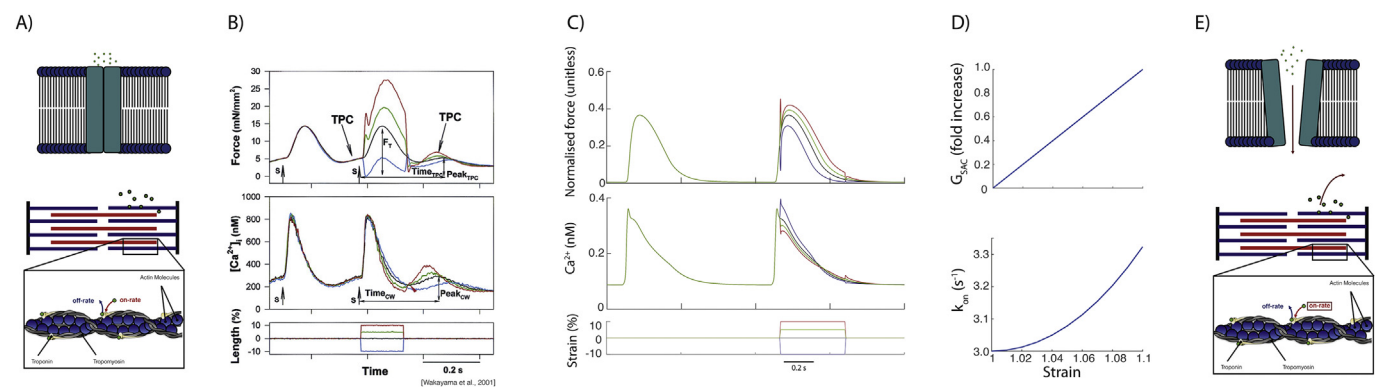 A)
Actin Molecules
off-rate
on-rate
Troponin
Tropomyosin
B)
Force (mN/mm²)
30
25
20
15
10
5
0
TPC
TPC
F_T
S
S
Time_TPC
Peak_TPC
[Ca²⁺]_i (nM)
1000
800
600
400
200
0
S
S
Time_CW
Peak_CW
Length (%)
10
0
-10
Time
0.2 s
[Wakayama et al., 2001]
C)
Normalised force (unitless)
0.6
0.4
0.2
0
Ca²⁺ (nM)
0.4
0.2
0
Strain (%)
10
0
-10
0.2 s
D)
G_SAC (fold increase)
1.0
0.8
0.6
0.4
0.2
0
k_on (s⁻¹)
3.3
3.2
3.1
3.0
1
1.02
1.04
1.06
1.08
1.1
Strain
E)
Actin Molecules
off-rate
on-rate
Troponin
Tropomyosin